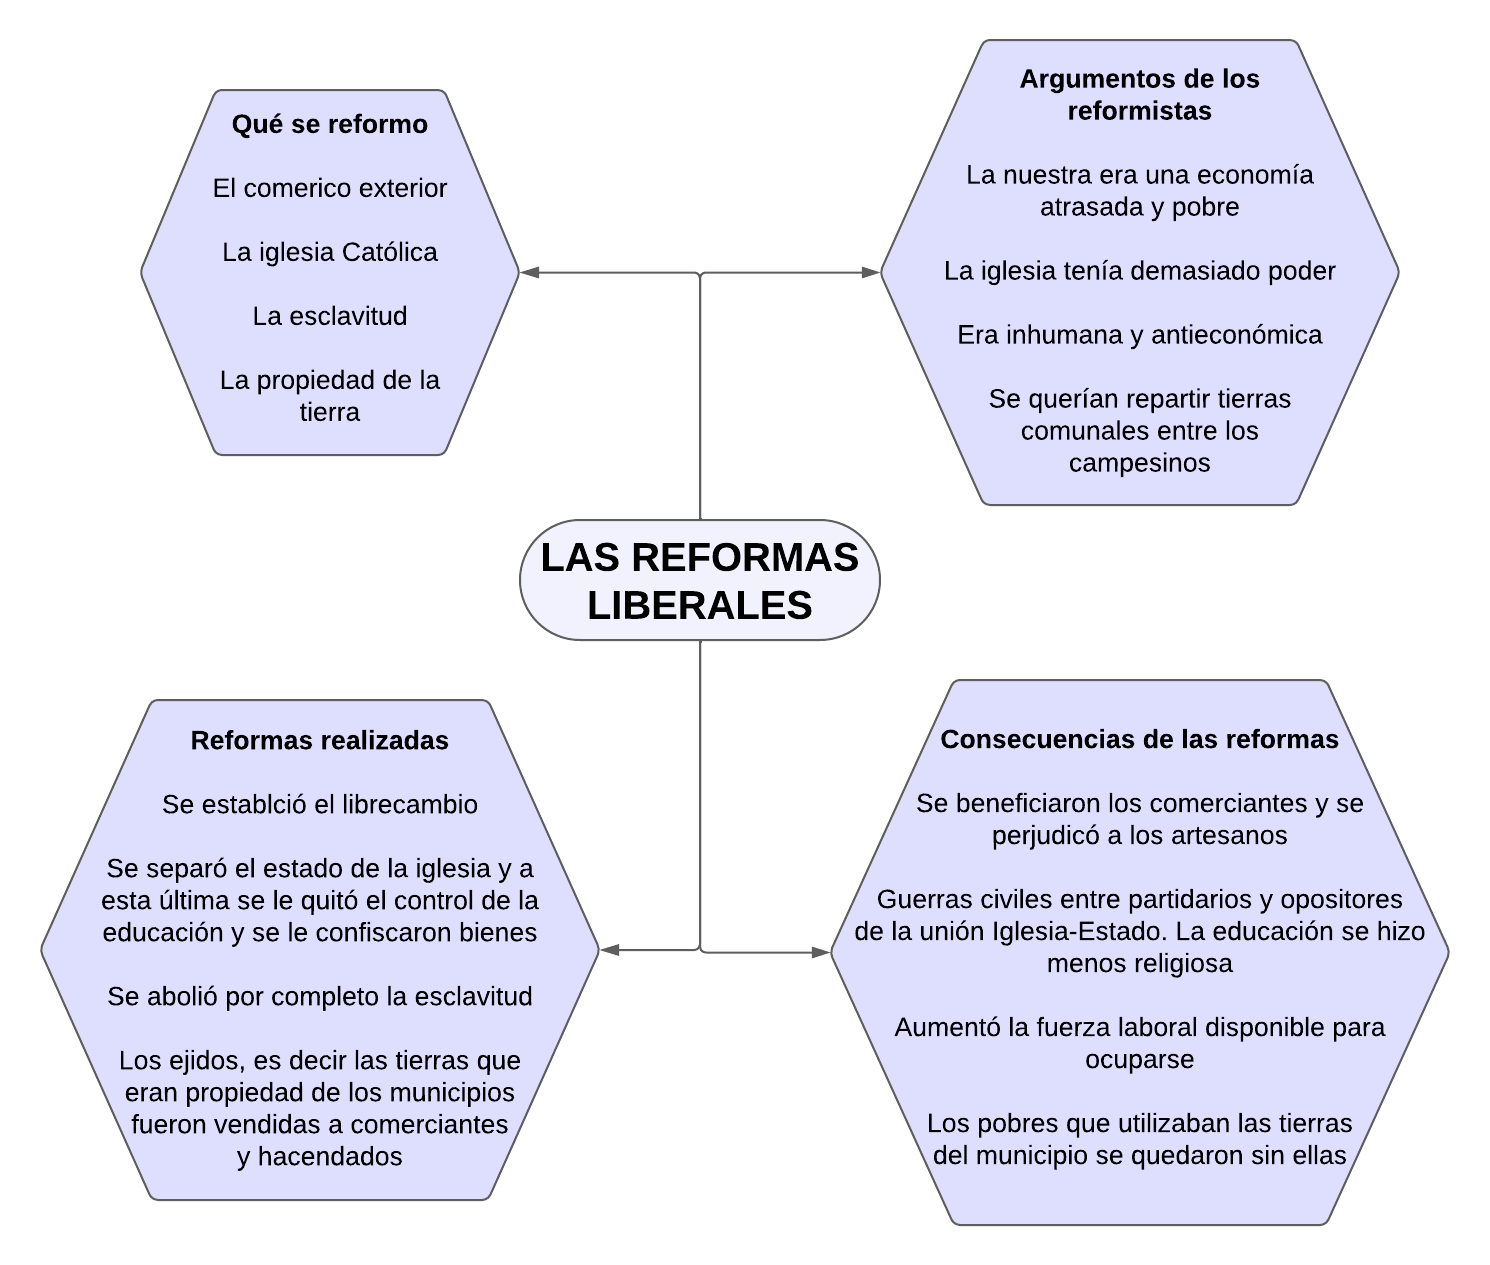 Qué se reformo
El comerico exterior
La iglesia Católica
La esclavitud
La propiedad de la
tierra
Argumentos de los
reformistas
La nuestra era una economía
atrasada y pobre
La iglesia tenía demasiado poder
Era inhumana y antieconómica
Se querían repartir tierras
comunales entre los
campesinos
LAS REFORMAS
LIBERALES
Reformas realizadas
Se establció el librecambio
Se separó el estado de la iglesia y a
esta última se le quitó el control de la
educación y se le confiscaron bienes
Se abolió por completo la esclavitud
Los ejidos, es decir las tierras que
eran propiedad de los municipios
fueron vendidas a comerciantes
y hacendados
Consecuencias de las reformas
Se beneficiaron los comerciantes y se
perjudicó a los artesanos
Guerras civiles entre partidarios y opositores
de la unión Iglesia-Estado. La educación se hizo
menos religiosa
Aumentó la fuerza laboral disponible para
ocuparse
Los pobres que utilizaban las tierras
del municipio se quedaron sin ellas